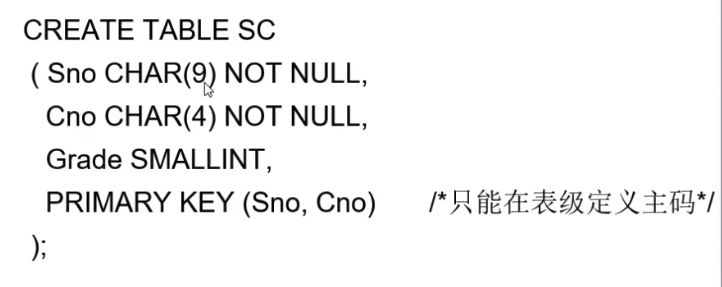 CREATE TABLE SC
( Sno CHAR(9) NOT NULL,
Cno CHAR(4) NOT NULL,
Grade SMALLINT,
PRIMARY KEY (Sno, Cno) /*只能在表级定义主码*/
);